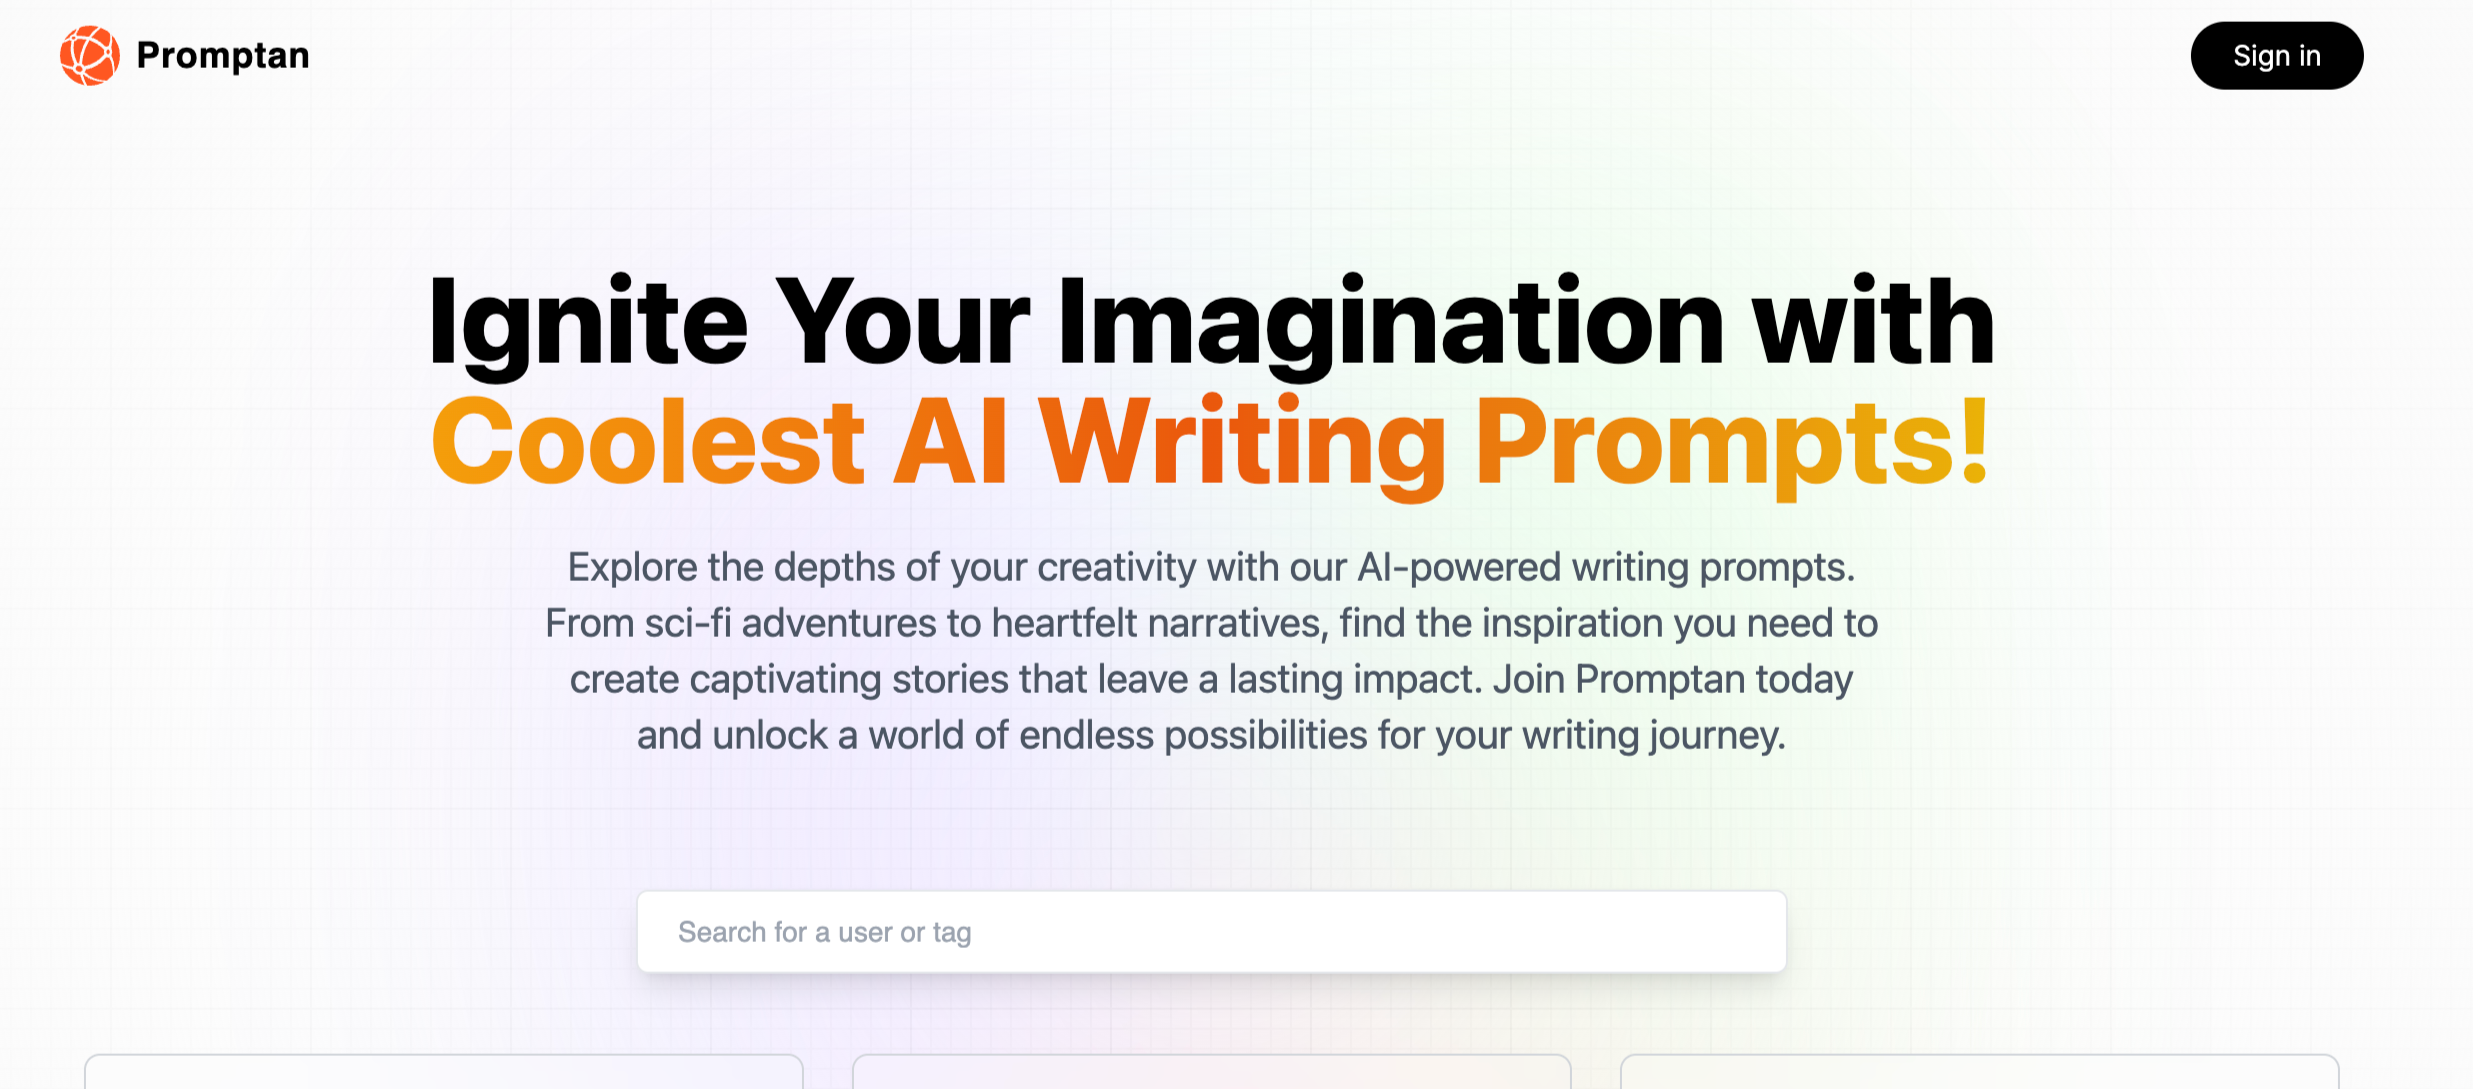 Promptan
Sign in
Ignite Your Imagination with
Coolest AI Writing Prompts!
Explore the depths of your creativity with our AI-powered writing prompts.
From sci-fi adventures to heartfelt narratives, find the inspiration you need to
create captivating stories that leave a lasting impact. Join Promptan today
and unlock a world of endless possibilities for your writing journey.
Search for a user or tag